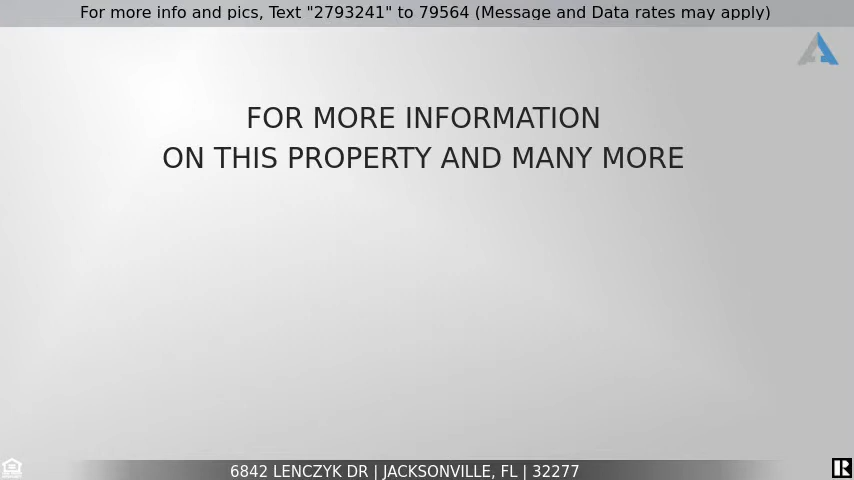 For more info and pics, Text "2793241" to 79564 (Message and Data rates may apply)
FOR MORE INFORMATION
ON THIS PROPERTY AND MANY MORE
6842 LENCZYK DR | JACKSONVILLE, FL | 32277